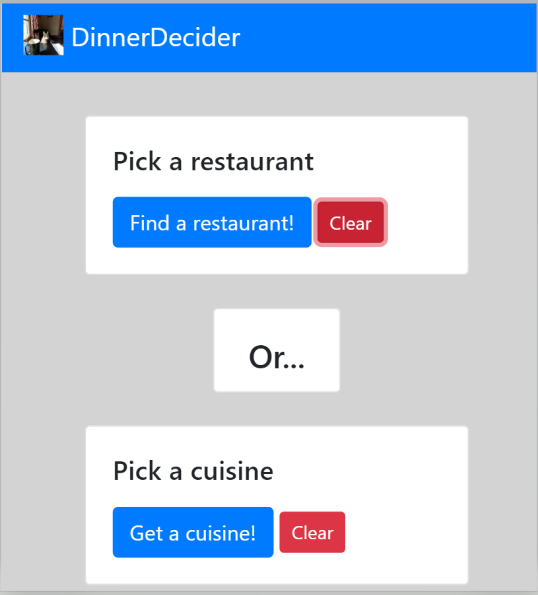 DinnerDecider
Pick a restaurant
Find a restaurant! Clear
Or...
Pick a cuisine
Get a cuisine! Clear